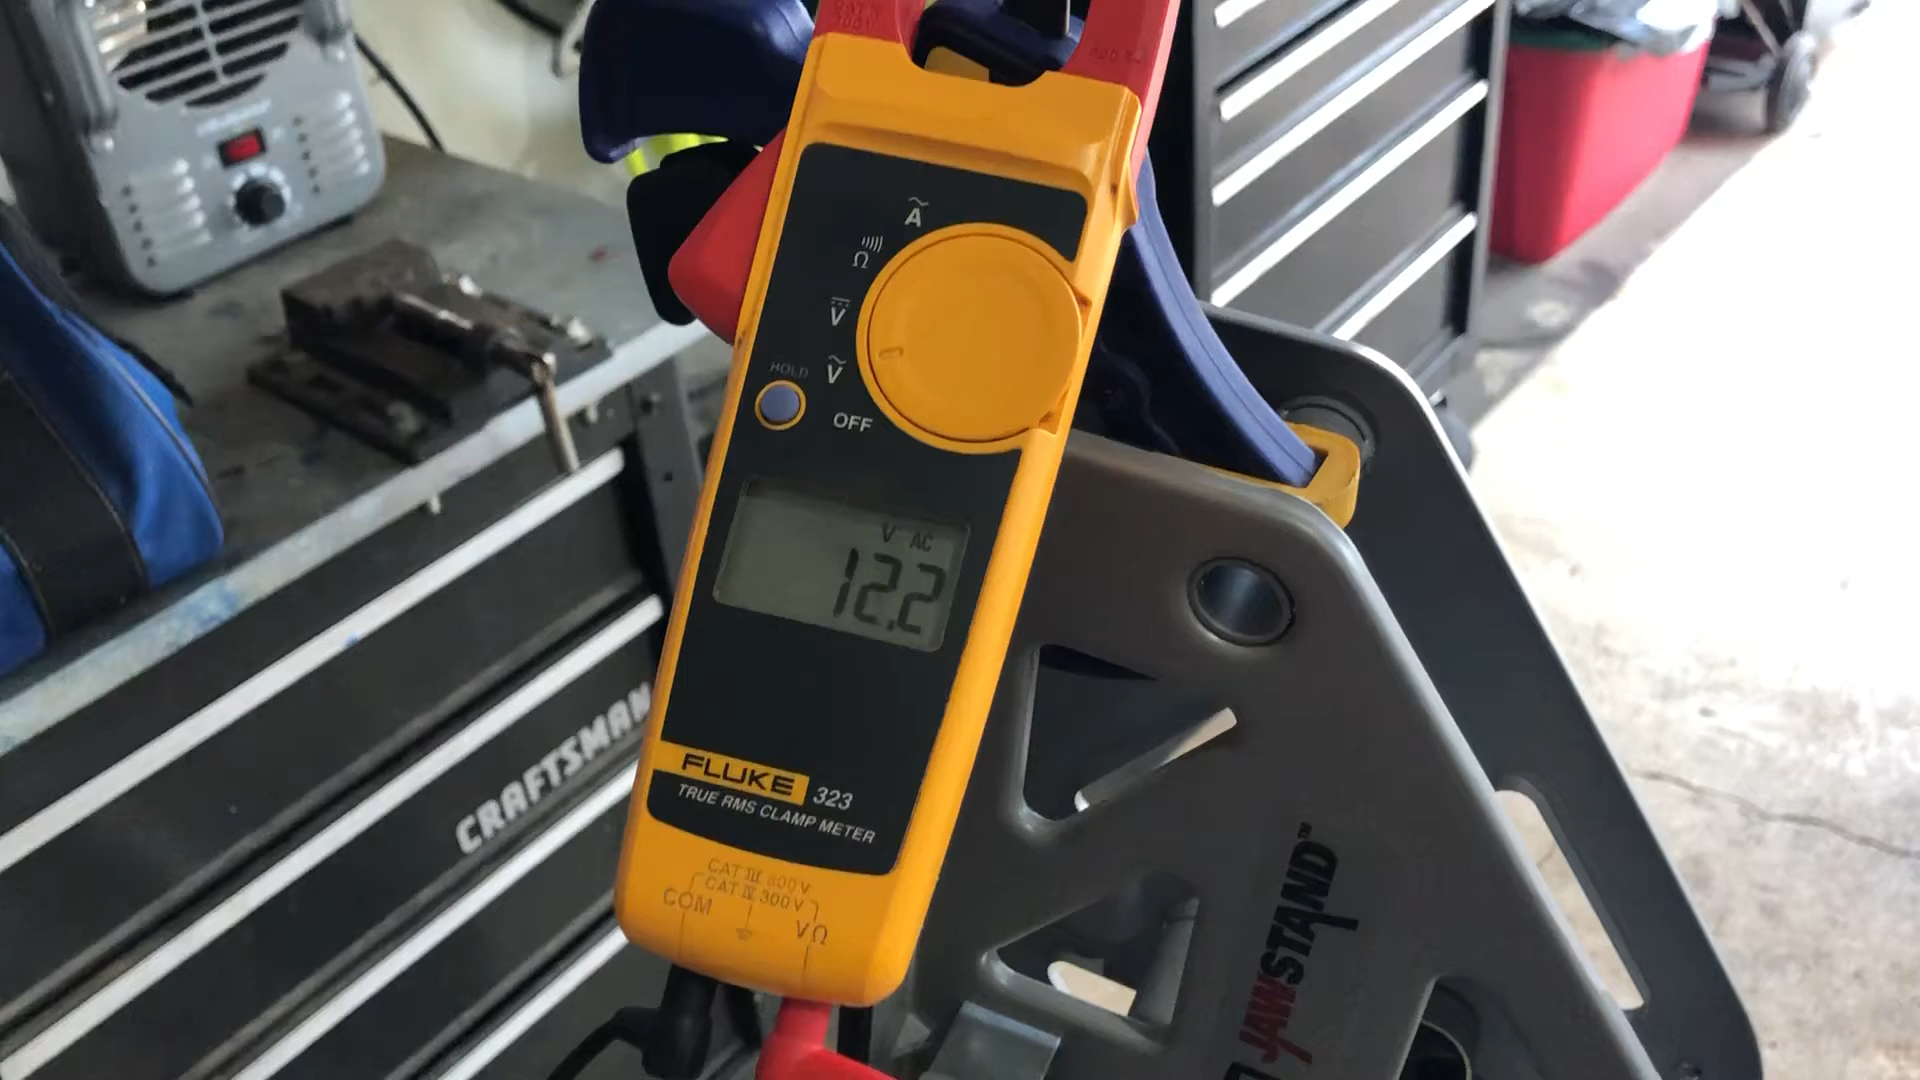 A
Ω
V
V
HOLD
OFF
V AC
12.2
FLUKE 323
TRUE RMS CLAMP METER
CAT III 600V
CAT IV 300V
COM
VΩ
CRAFTSMAN
JAWSTAND™